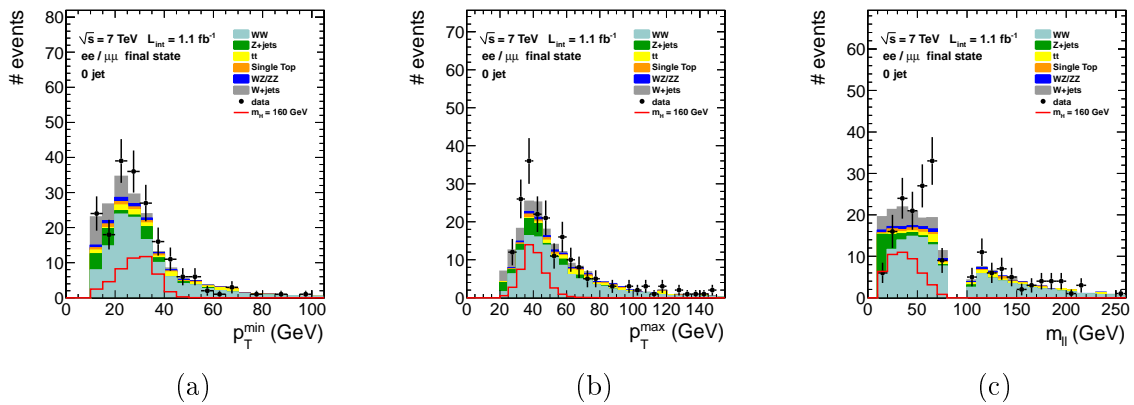 # events
80
70
60
50
40
30
20
10
0
√s = 7 TeV L_int = 1.1 fb^-1
ee / μμ final state
0 jet
WW
Z+jets
tt
Single Top
WZ/ZZ
W+jets
data
m_H = 160 GeV
0 20 40 60 80 100
p_T^min (GeV)
(a)
# events
70
60
50
40
30
20
10
0
√s = 7 TeV L_int = 1.1 fb^-1
ee / μμ final state
0 jet
WW
Z+jets
tt
Single Top
WZ/ZZ
W+jets
data
m_H = 160 GeV
0 20 40 60 80 100 120 140
p_T^max (GeV)
(b)
# events
60
50
40
30
20
10
0
√s = 7 TeV L_int = 1.1 fb^-1
ee / μμ final state
0 jet
WW
Z+jets
tt
Single Top
WZ/ZZ
W+jets
data
m_H = 160 GeV
0 50 100 150 200 250
m_ll (GeV)
(c)